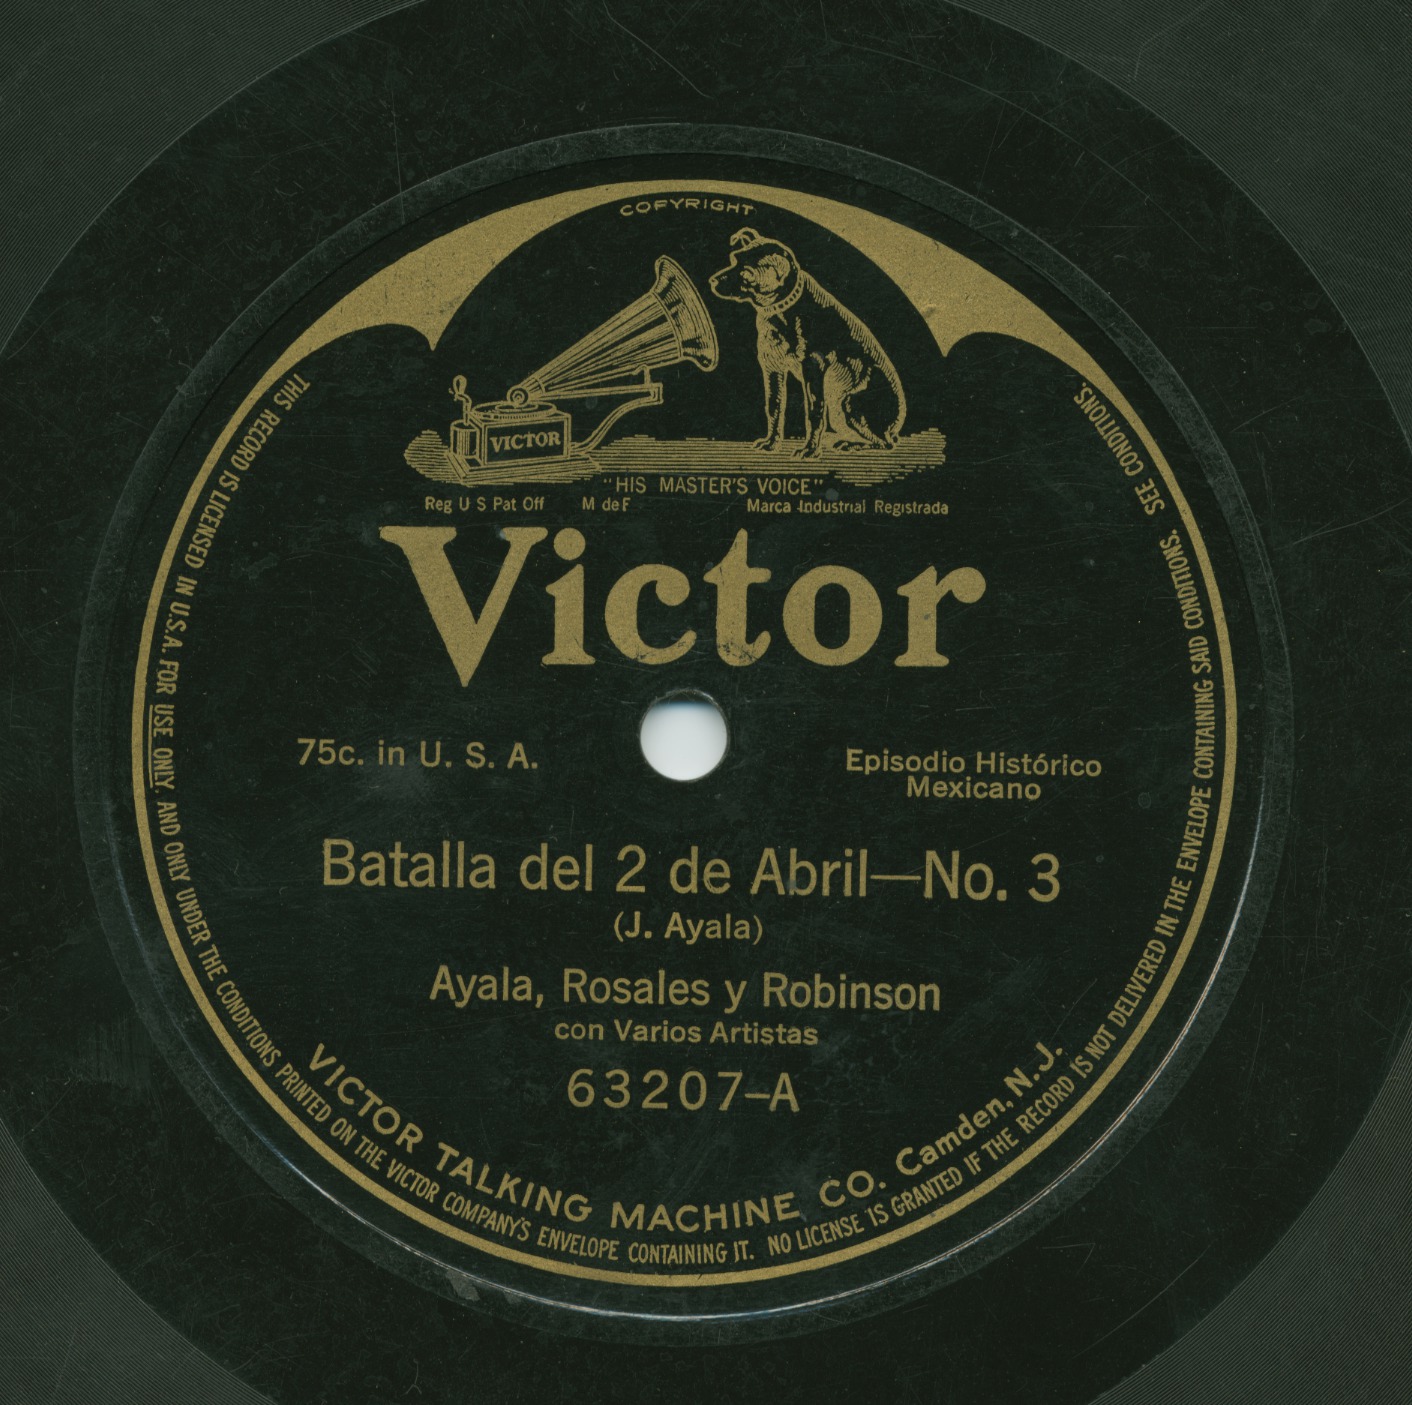 COPYRIGHT
VICTOR
"HIS MASTER'S VOICE"
Reg U S Pat Off M de F Marca Industrial Registrada
Victor
75c. in U. S. A.
Episodio Histórico
Mexicano
Batalla del 2 de Abril—No. 3
(J. Ayala)
Ayala, Rosales y Robinson
con Varios Artistas
63207–A
VICTOR TALKING MACHINE CO. Camden, N. J.
THIS RECORD IS LICENSED IN U.S.A. FOR USE ONLY, AND ONLY UNDER THE CONDITIONS PRINTED ON THE VICTOR COMPANY'S ENVELOPE CONTAINING IT. NO LICENSE IS GRANTED IF THE RECORD IS NOT DELIVERED IN THE ENVELOPE CONTAINING SAID CONDITIONS. SEE CONDITIONS.